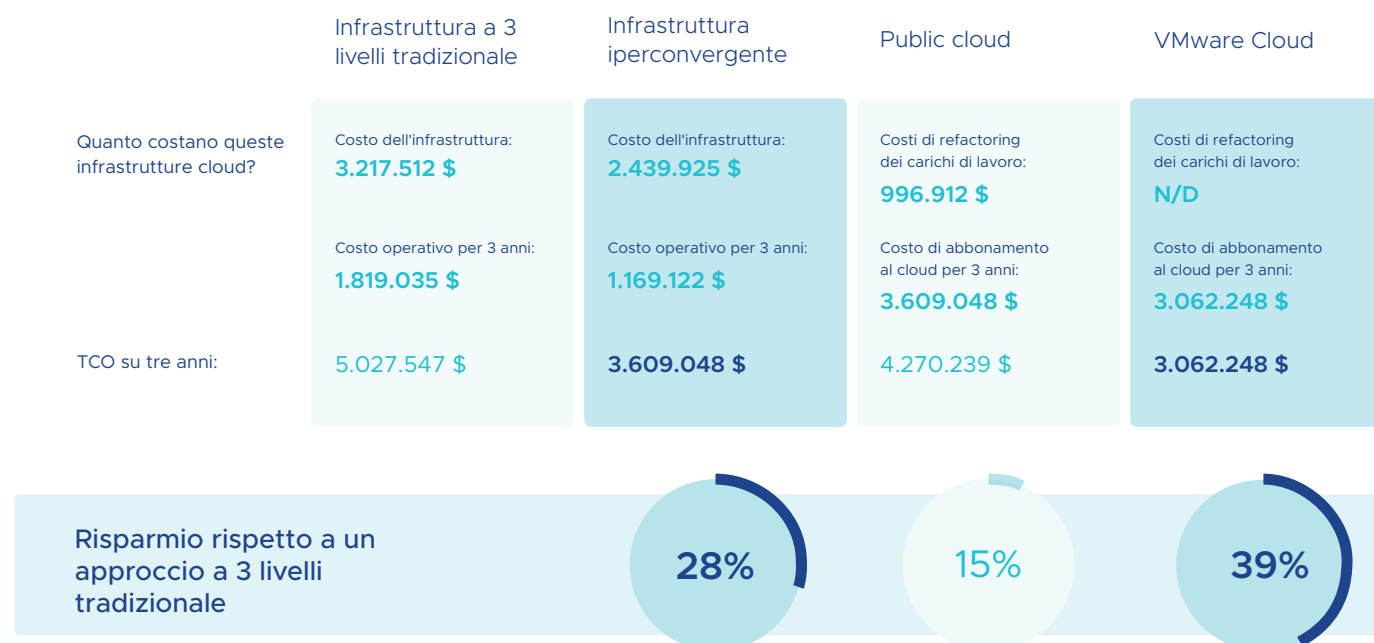 Infrastruttura a 3
livelli tradizionale
Infrastruttura
iperconvergente
Public cloud
VMware Cloud
Quanto costano queste
infrastrutture cloud?
Costo dell'infrastruttura:
3.217.512 $
Costo operativo per 3 anni:
1.819.035 $
Costo dell'infrastruttura:
2.439.925 $
Costo operativo per 3 anni:
1.169.122 $
Costi di refactoring
dei carichi di lavoro:
996.912 $
Costo di abbonamento
al cloud per 3 anni:
3.609.048 $
Costi di refactoring
dei carichi di lavoro:
N/D
Costo di abbonamento
al cloud per 3 anni:
3.062.248 $
TCO su tre anni:
5.027.547 $
3.609.048 $
4.270.239 $
3.062.248 $
Risparmio rispetto a un
approccio a 3 livelli
tradizionale
28%
15%
39%